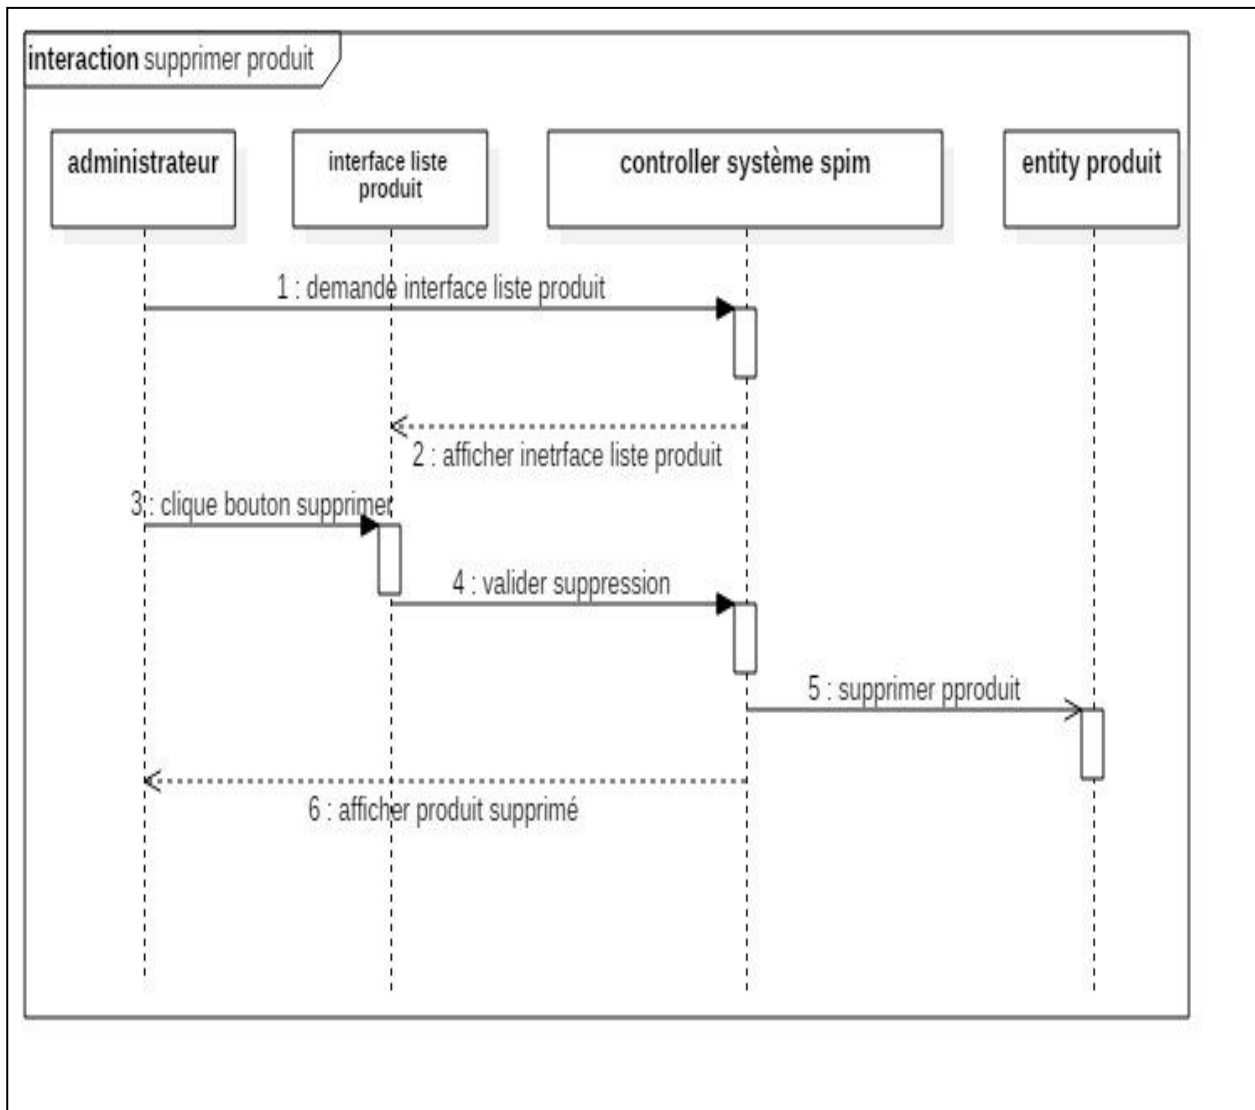 interaction supprimer produit
administrateur
interface liste
produit
controller système spim
entity produit
1 : demande interface liste produit
2 : afficher inetrface liste produit
3 : clique bouton supprimer
4 : valider suppression
5 : supprimer pproduit
6 : afficher produit supprimé